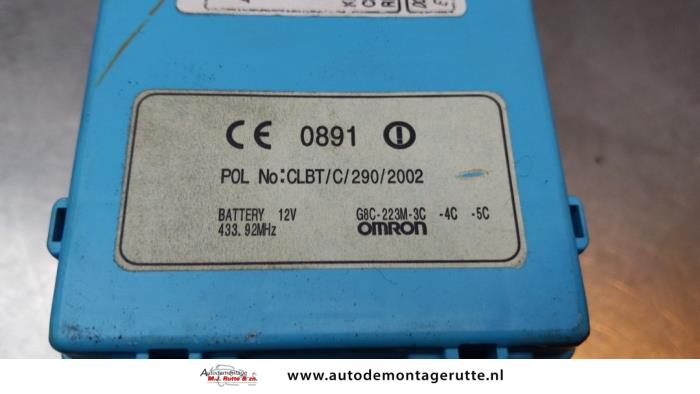 CE 0891
POL No:CLBT/C/290/2002
BATTERY 12V G8C-223M-3C -4C -5C
433.92MHz OMRON
Autodemontage
M.J. Rutte & zn.
www.autodemontagerutte.nl